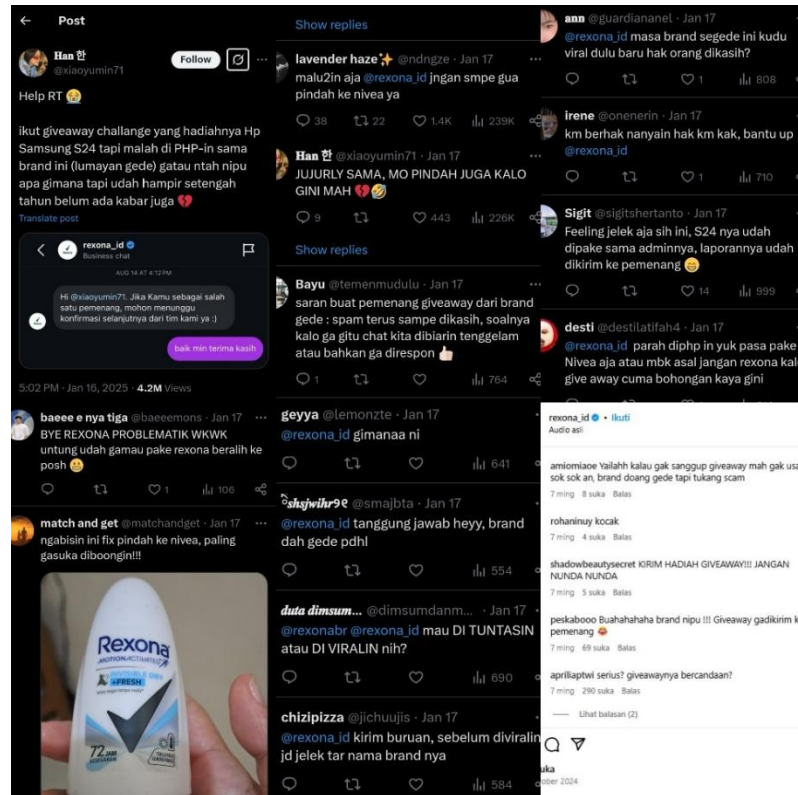 Post
Han 한
@xiaoyumin71
Follow
Help RT 😭
ikut giveaway challange yang hadiahnya Hp
Samsung S24 tapi malah di PHP-in sama
brand ini (lumayan gede) gatau ntah nipu
apa gimana tapi udah hampir setengah
tahun belum ada kabar juga 💔
Translate post
rexona_id
Business chat
AUG 14 AT 4:12 PM
Hi @xiaoyumin71. Jika Kamu sebagai salah
satu pemenang, mohon menunggu
konfirmasi selanjutnya dari tim kami ya :)
baik min terima kasih
5:02 PM · Jan 16, 2025 · 4.2M Views
baeee e nya tiga @baeeemons · Jan 17
BYE REXONA PROBLEMATIK WKWK
untung udah gamau pake rexona beralih ke
posh 😬
1 106
match and get @matchandget · Jan 17
ngabisin ini fix pindah ke nivea, paling
gasuka diboongin!!!
Rexona
MOTIONACTIVATED
INVISIBLE DRY
+FRESH
72 JAM
Show replies
lavender haze✨ @ndngze · Jan 17
malu2in aja @rexona_id jngan smpe gua
pindah ke nivea ya
38 22 1.4K 239K
Han 한 @xiaoyumin71 · Jan 17
JUJURLY SAMA, MO PINDAH JUGA KALO
GINI MAH 💔🤣
9 443 226K
Show replies
Bayu @temenmudulu · Jan 17
saran buat pemenang giveaway dari brand
gede : spam terus sampe dikasih, soalnya
kalo ga gitu chat kita dibiarin tenggelam
atau bahkan ga direspon 👍🏻
1 764
geyya @lemonzte · Jan 17
@rexona_id gimanaa ni
641
shsjwihr୨୧ @smajbta · Jan 17
@rexona_id tanggung jawab heyy, brand
dah gede pdhl
554
duta dimsum... @dimsumdanm... · Jan 17
@rexonabr @rexona_id mau DI TUNTASIN
atau DI VIRALIN nih?
690
chizipizza @jichuujis · Jan 17
@rexona_id kirim buruan, sebelum diviralin
jd jelek tar nama brand nya
584
ann @guardiananel · Jan 17
@rexona_id masa brand segede ini kudu
viral dulu baru hak orang dikasih?
1 808
irene @onenerin · Jan 17
km berhak nanyain hak km kak, bantu up
@rexona_id
1 710
Sigit @sigitshertanto · Jan 17
Feeling jelek aja sih ini, S24 nya udah
dipake sama adminnya, laporannya udah
dikirim ke pemenang 😁
14 999
desti @destilatifah4 · Jan 17
@rexona_id parah diphp in yuk pasa pake
Nivea aja atau mbk asal jangan rexona kal
give away cuma bohongan kaya gini
rexona_id • Ikuti
Audio asli
amiomiaoe Yailahh kalau gak sanggup giveaway mah gak usa
sok sok an, brand doang gede tapi tukang scam
7 ming 8 suka Balas
rohaninuy kocak
7 ming 4 suka Balas
shadowbeautysecret KIRIM HADIAH GIVEAWAY!!! JANGAN
NUNDA NUNDA
7 ming 5 suka Balas
peskabooo Buahahahaha brand nipu !!! Giveaway gadikirim k
pemenang 😂
7 ming 69 suka Balas
apriliaptwi serius? giveawaynya bercandaan?
7 ming 290 suka Balas
Lihat balasan (2)
uka
ober 2024